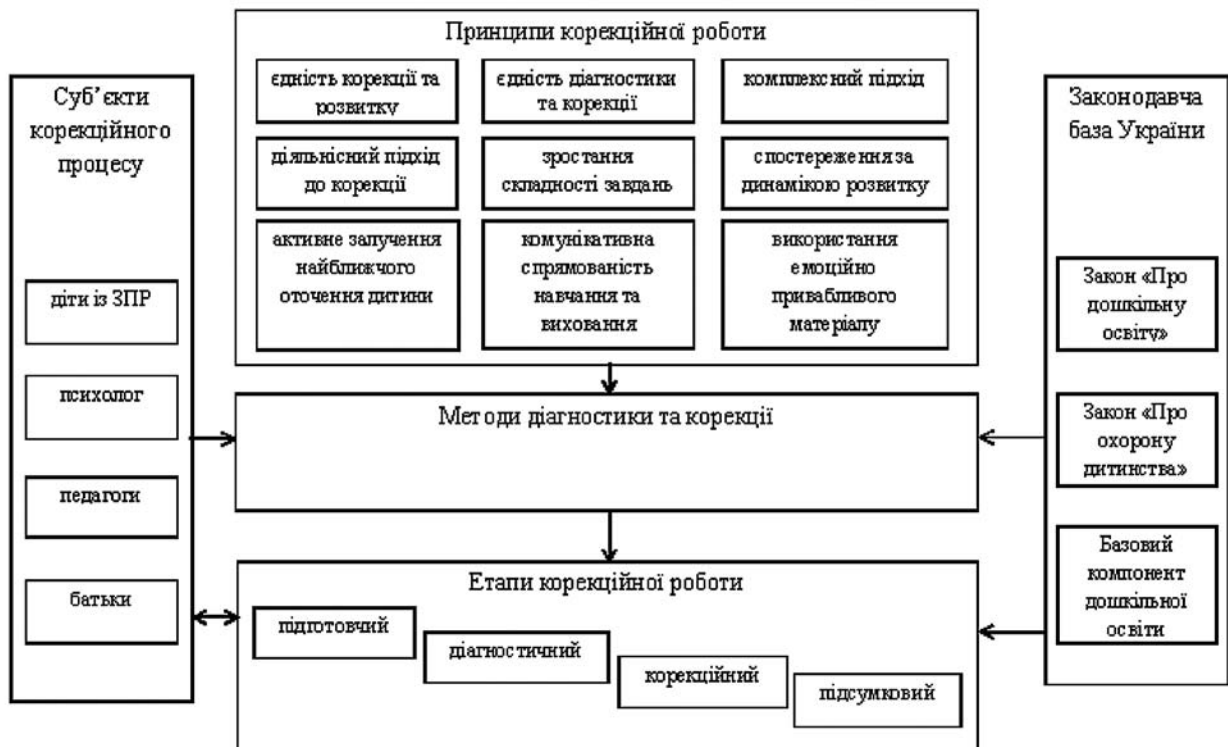 Принципи корекційної роботи
єдність корекції та
розвитку
єдність діагностики
та корекції
комплексний підхід
діяльнісний підхід
до корекції
зростання
складності завдань
спостереження за
динамікою розвитку
активне залучення
найближчого
оточення дитини
комунікативна
спрямованість
навчання та
виховання
використання
емоційно
привабливого
матеріалу
Суб’єкти
корекційного
процесу
діти із ЗПР
психолог
педагоги
батьки
Методи діагностики та корекції
Етапи корекційної роботи
підготовчий
діагностичний
корекційний
підсумковий
Законодавча
база України
Закон «Про
дошкільну
освіту»
Закон «Про
охорону
дитинства»
Базовий
компонент
дошкільної
освіти